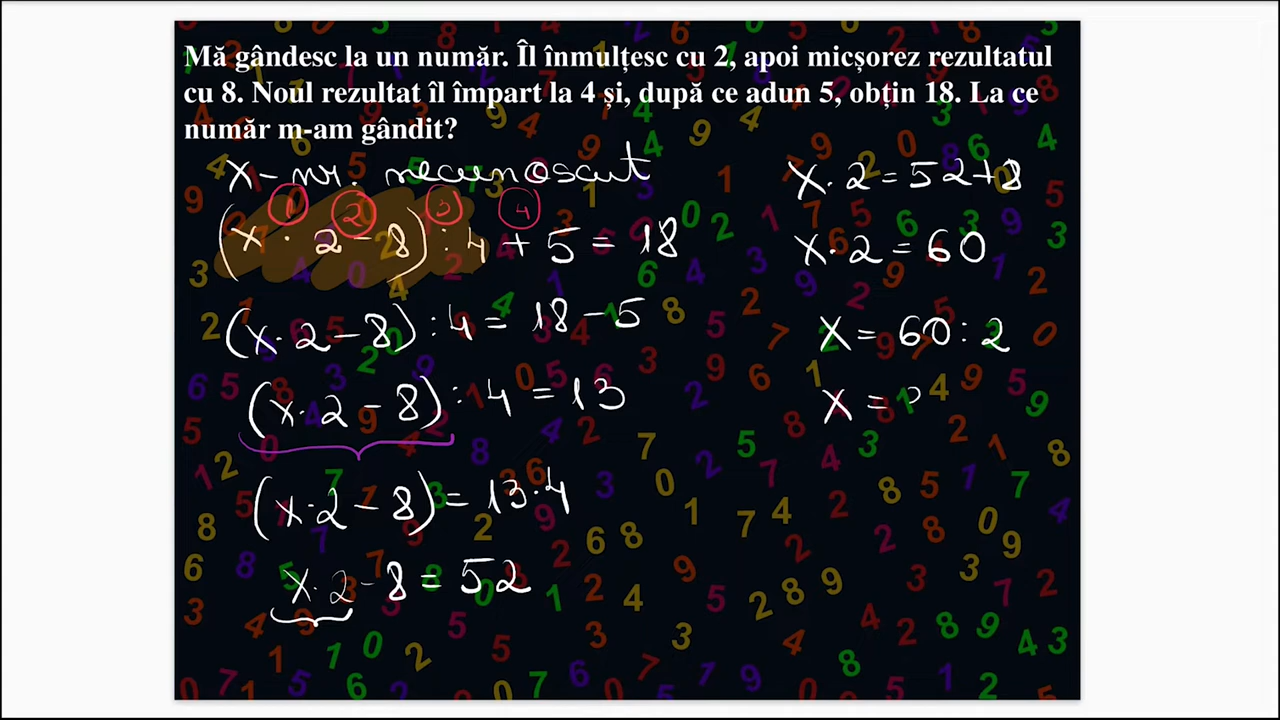 Mă gândesc la un număr. Îl înmulțesc cu 2, apoi micșorez rezultatul
cu 8. Noul rezultat îl împart la 4 și, după ce adun 5, obțin 18. La ce
număr m-am gândit?
x - nr. necunoscut
1 2 3 4
(x · 2 - 8) : 4 + 5 = 18
(x · 2 - 8) : 4 = 18 - 5
(x · 2 - 8) : 4 = 13
(x · 2 - 8) = 13 · 4
x · 2 - 8 = 52
x · 2 = 52 + 8
x · 2 = 60
x = 60 : 2
x =